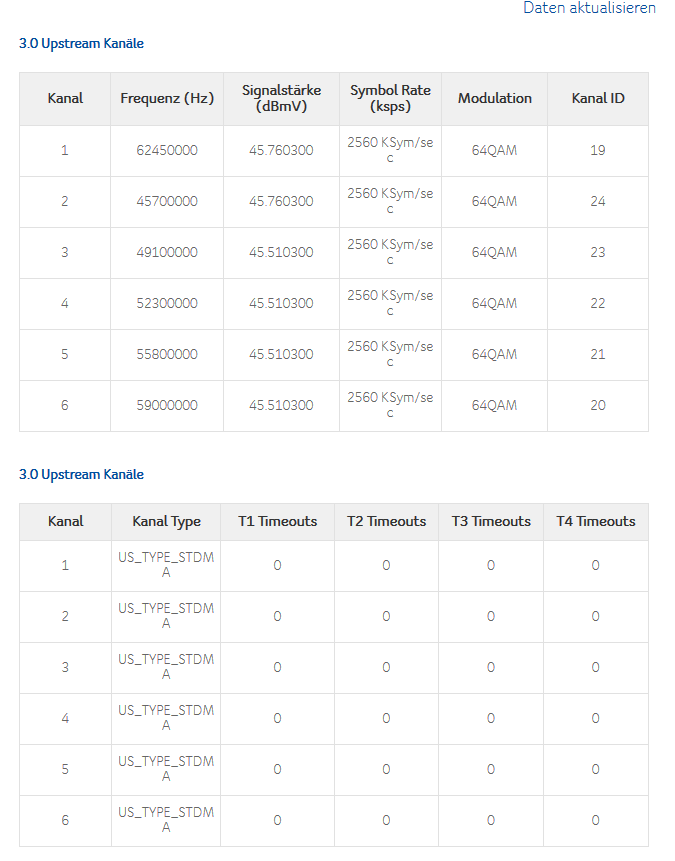 Daten aktualisieren
3.0 Upstream Kanäle
Kanal Frequenz (Hz) Signalstärke (dBmV) Symbol Rate (ksps) Modulation Kanal ID
1 62450000 45.760300 2560 KSym/sec 64QAM 19
2 45700000 45.760300 2560 KSym/sec 64QAM 24
3 49100000 45.510300 2560 KSym/sec 64QAM 23
4 52300000 45.510300 2560 KSym/sec 64QAM 22
5 55800000 45.510300 2560 KSym/sec 64QAM 21
6 59000000 45.510300 2560 KSym/sec 64QAM 20
3.0 Upstream Kanäle
Kanal Kanal Type T1 Timeouts T2 Timeouts T3 Timeouts T4 Timeouts
1 US_TYPE_STDMA 0 0 0 0
2 US_TYPE_STDMA 0 0 0 0
3 US_TYPE_STDMA 0 0 0 0
4 US_TYPE_STDMA 0 0 0 0
5 US_TYPE_STDMA 0 0 0 0
6 US_TYPE_STDMA 0 0 0 0